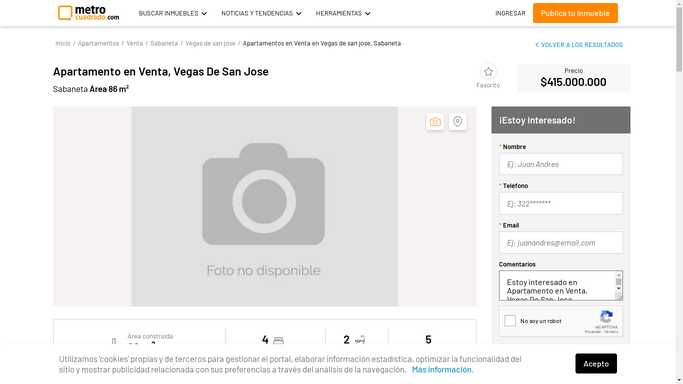 metro
cuadrado.com
BUSCAR INMUEBLES
NOTICIAS Y TENDENCIAS
HERRAMIENTAS
INGRESAR
Publica tu inmueble
Inicio / Apartamentos / Venta / Sabaneta / Vegas de san jose / Apartamentos en Venta en Vegas de san jose, Sabaneta
< VOLVER A LOS RESULTADOS
Apartamento en Venta, Vegas De San Jose
Sabaneta Área 86 m²
Favorito
Precio
$415.000.000
Foto no disponible
¡Estoy Interesado!
* Nombre
Ej: Juan Andres
* Teléfono
Ej: 322*******
* Email
Ej: juanandres@email.com
Comentarios
Estoy interesado en
Apartamento en Venta,
Vegas De San Jose
No soy un robot
reCAPTCHA
Privacidad - Términos
Área construida
4
2
5
Utilizamos 'cookies' propias y de terceros para gestionar el portal, elaborar información estadística, optimizar la funcionalidad del
sitio y mostrar publicidad relacionada con sus preferencias a través del análisis de la navegación. Más información.
Acepto